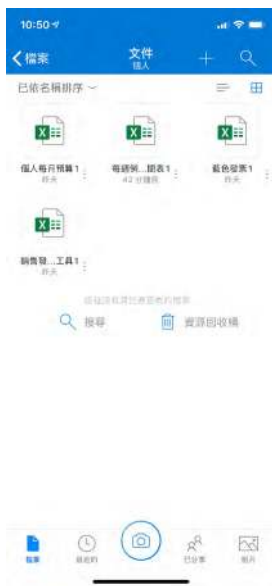 10:50
檔案
文件
個人
已依名稱排序
個人每月預算1
昨天
每週勞...間表1
42 分鐘前
藍色發票1
昨天
銷售發...工具1
昨天
搜尋
資源回收桶
檔案
最近的
已分享
相片